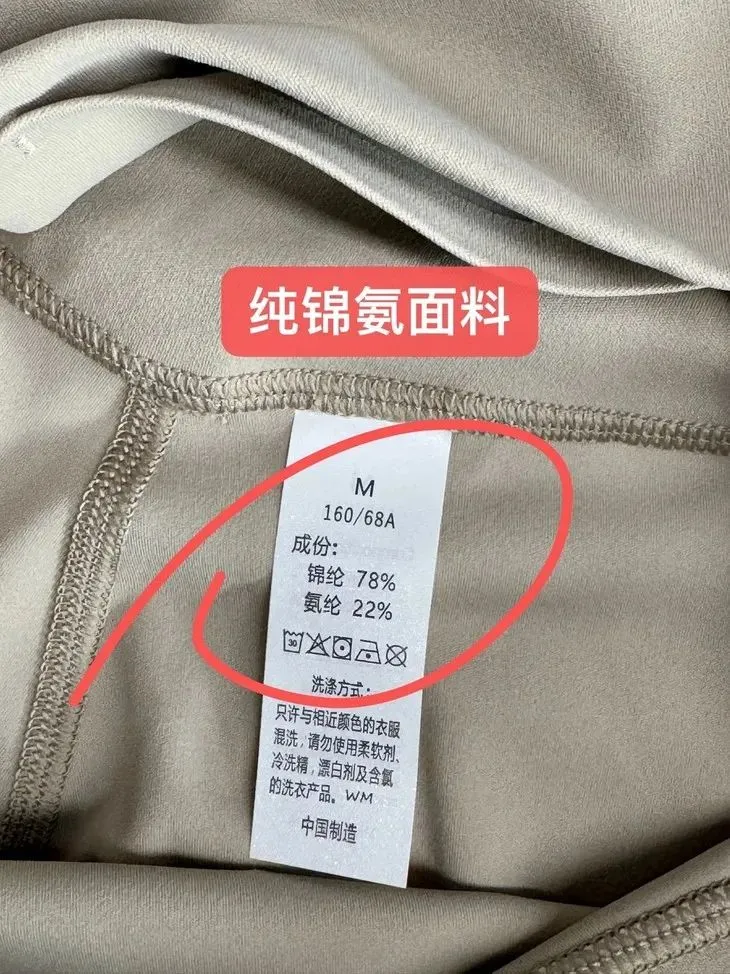 纯锦氨面料
M
160/68A
成份:
锦纶 78%
氨纶 22%
30
洗涤方式:
只许与相近颜色的衣服
混洗,请勿使用柔软剂、
冷洗精,漂白剂及含氯
的洗衣产品。WM
中国制造